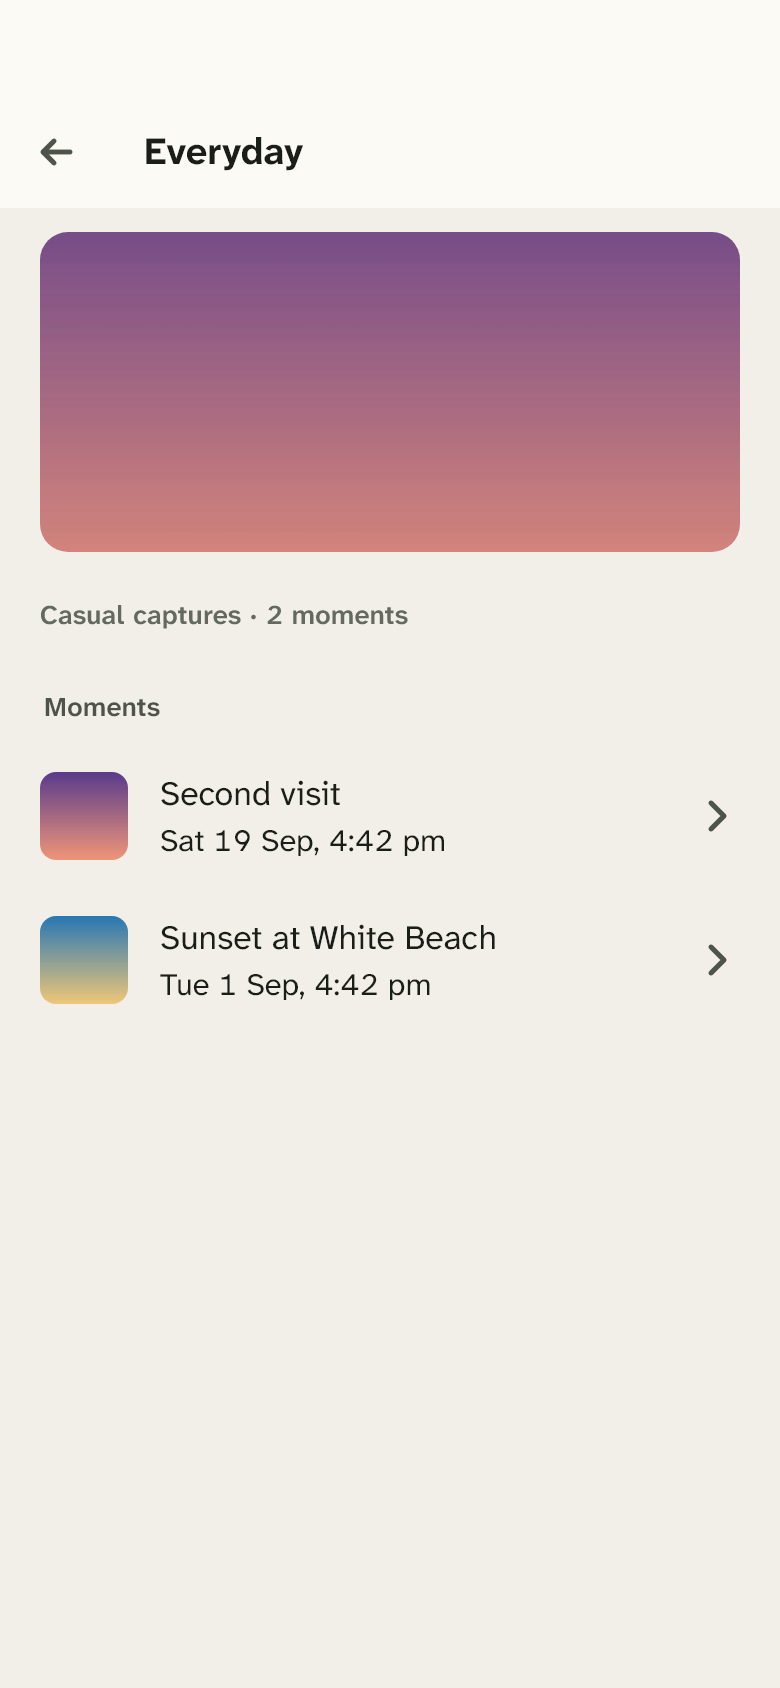 Everyday
Casual captures · 2 moments
Moments
Second visit
Sat 19 Sep, 4:42 pm
Sunset at White Beach
Tue 1 Sep, 4:42 pm